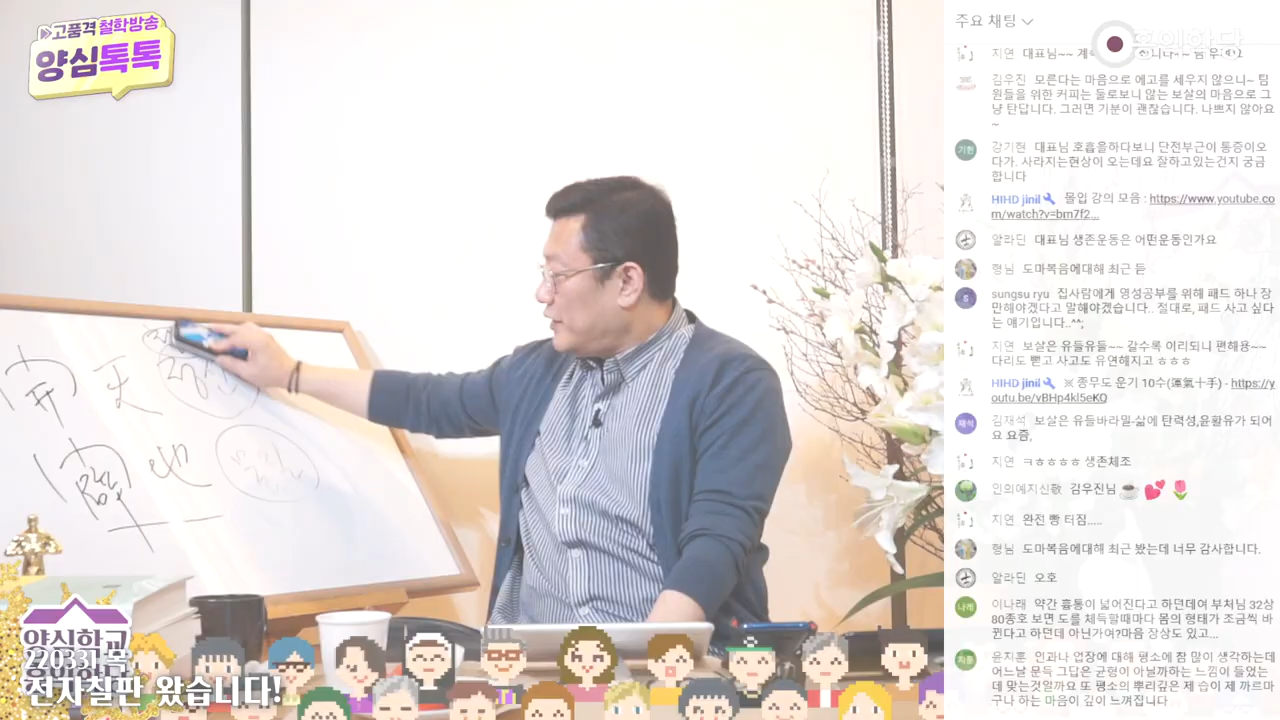 고품격 철학방송
양심톡톡
開天
闢地
양심학교
220331 목
전자칠판 왔습니다!
주요 채팅
지연 대표님~~
김우진 모른다는 마음으로 에고를 세우지 않으니~ 팀
원들을 위한 커피는 둘로보니 않는 보살의 마음으로 그
냥 탄답니다. 그러면 기분이 괜찮습니다. 나쁘지 않아요
~
기현 강기현 대표님 호흡을하다보니 단전부근이 통증이오
다가. 사라지는현상이 오는데요 잘하고있는건지 궁금
합니다
HIHD jinil 몰입 강의 모음 : https://www.youtube.co
m/watch?v=bm7f2...
알라딘 대표님 생존운동은 어떤운동인가요
형님 도마복음에대해 최근 듣
S sungsu ryu 집사람에게 영성공부를 위해 패드 하나 장
만해야겠다고 말해야겠습니다.. 절대로, 패드 사고 싶다
는 얘기입니다..^^;
지연 보살은 유들유들~~ 갈수록 이리되니 편해용~~
다리도 뻗고 사고도 유연해지고 ㅎㅎㅎ
HIHD jinil ※ 종무도 운기 10수(運氣十手) - https://y
outu.be/vBHp4kl5eKQ
재석 김재석 보살은 유들바라밀-삶에 탄력성,윤활유가 되어
요 요즘,
지연 ㅋㅎㅎㅎㅎ 생존체조
인의예지신敬 김우진님 ☕ 💕 🌷
지연 완전 빵 터짐.....
형님 도마복음에대해 최근 봤는데 너무 감사합니다.
알라딘 오호
나래 이나래 약간 흉통이 넓어진다고 하던데여 부처님 32상
80종호 보면 도를 체득할때마다 몸의 형태가 조금씩 바
뀐다고 하던데 아닌가여?마음 장상도 있고...
지훈 윤지훈 인과나 업장에 대해 평소에 참 많이 생각하는데
어느날 문득 그답은 균형이 아닐까하는 느낌이 들었는
데 맞는것일까요 또 평소의 뿌리깊은 제 습이 제 카르마
구나 하는 마음이 깊이 느껴집니다